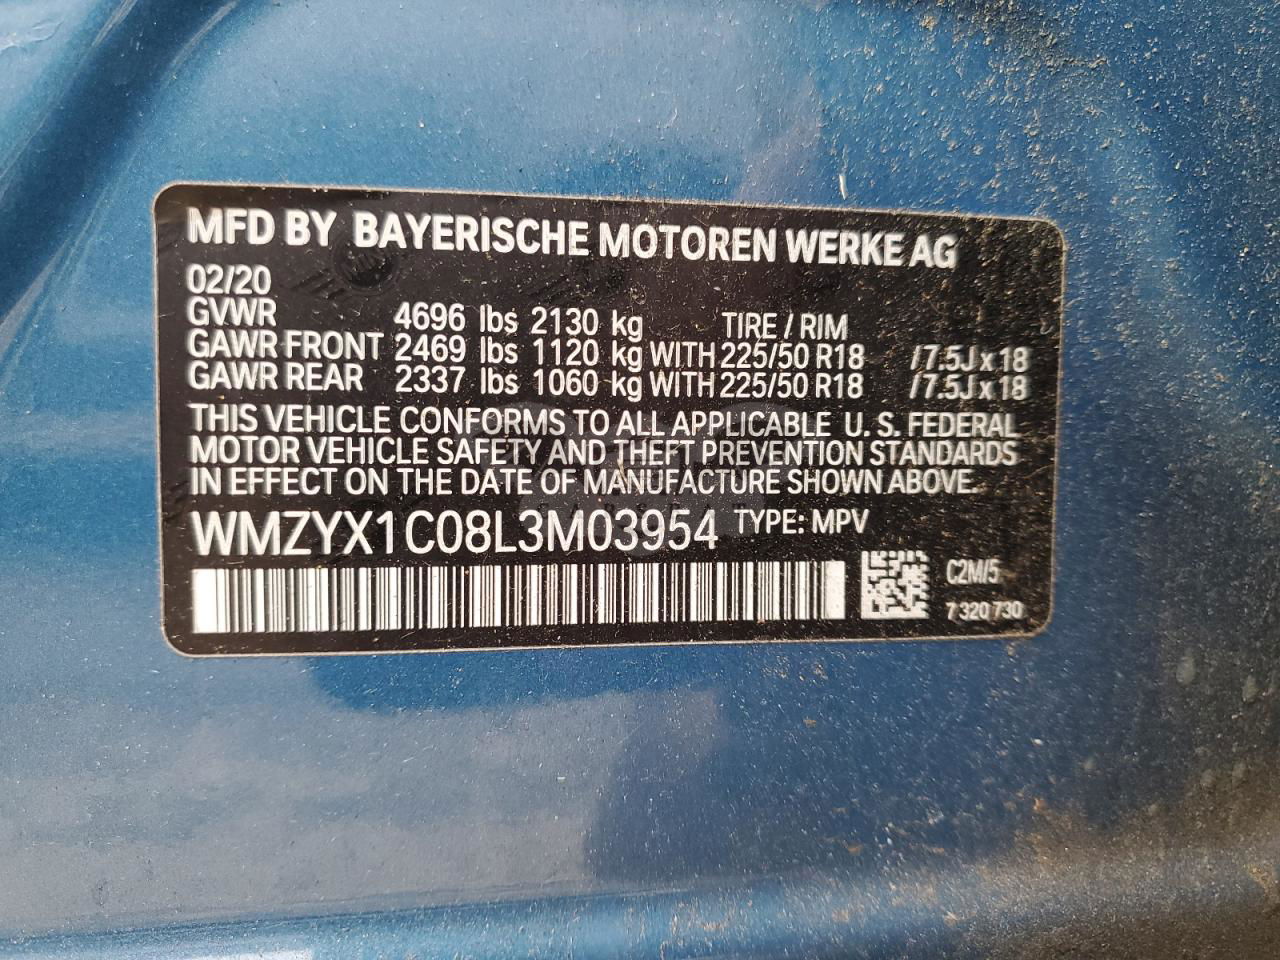 MFD BY BAYERISCHE MOTOREN WERKE AG
02/20
GVWR 4696 lbs 2130 kg TIRE / RIM
GAWR FRONT 2469 lbs 1120 kg WITH 225/50 R18 / 7.5J x 18
GAWR REAR 2337 lbs 1060 kg WITH 225/50 R18 / 7.5J x 18
THIS VEHICLE CONFORMS TO ALL APPLICABLE U. S. FEDERAL
MOTOR VEHICLE SAFETY AND THEFT PREVENTION STANDARDS
IN EFFECT ON THE DATE OF MANUFACTURE SHOWN ABOVE.
WMZYX1C08L3M03954 TYPE: MPV
C2M/5
7 320 730